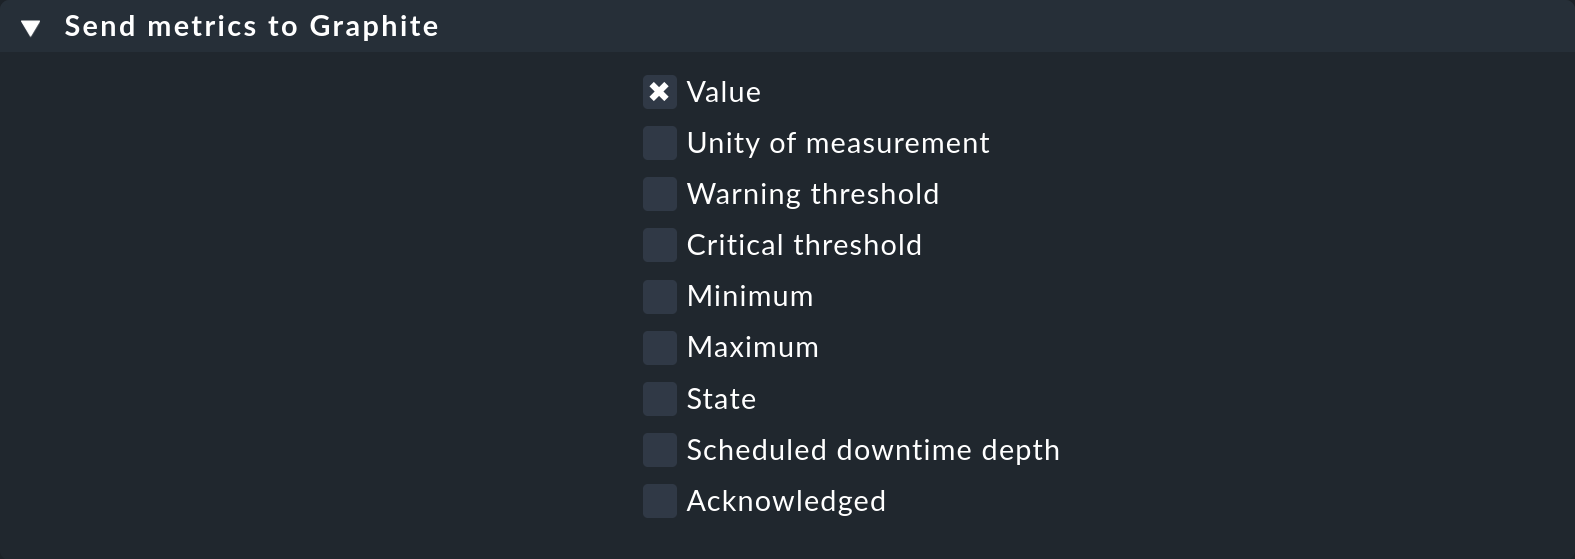 Send metrics to Graphite
Value
Unity of measurement
Warning threshold
Critical threshold
Minimum
Maximum
State
Scheduled downtime depth
Acknowledged